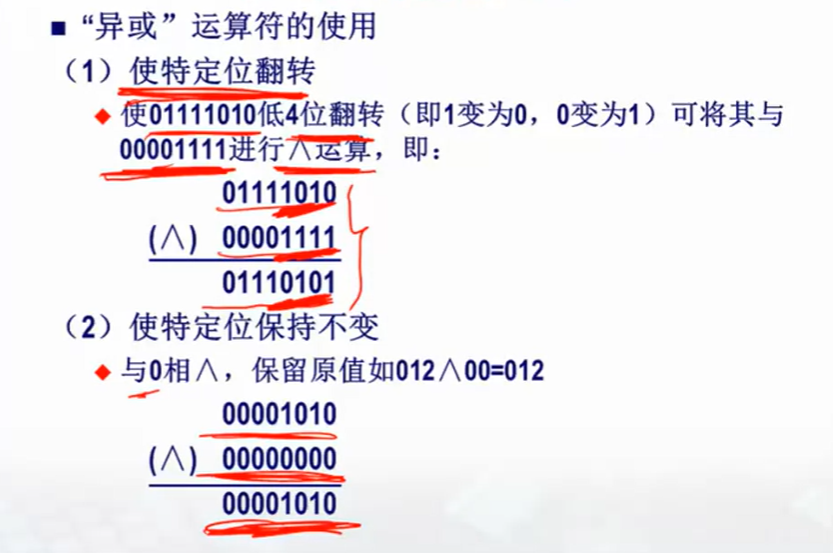 ■ “异或”运算符的使用
（1）使特定位翻转
◆ 使01111010低4位翻转（即1变为0，0变为1）可将其与
00001111进行∧运算，即：
01111010
(∧) 00001111
01110101
（2）使特定位保持不变
◆ 与0相∧，保留原值如012∧00=012
00001010
(∧) 00000000
00001010